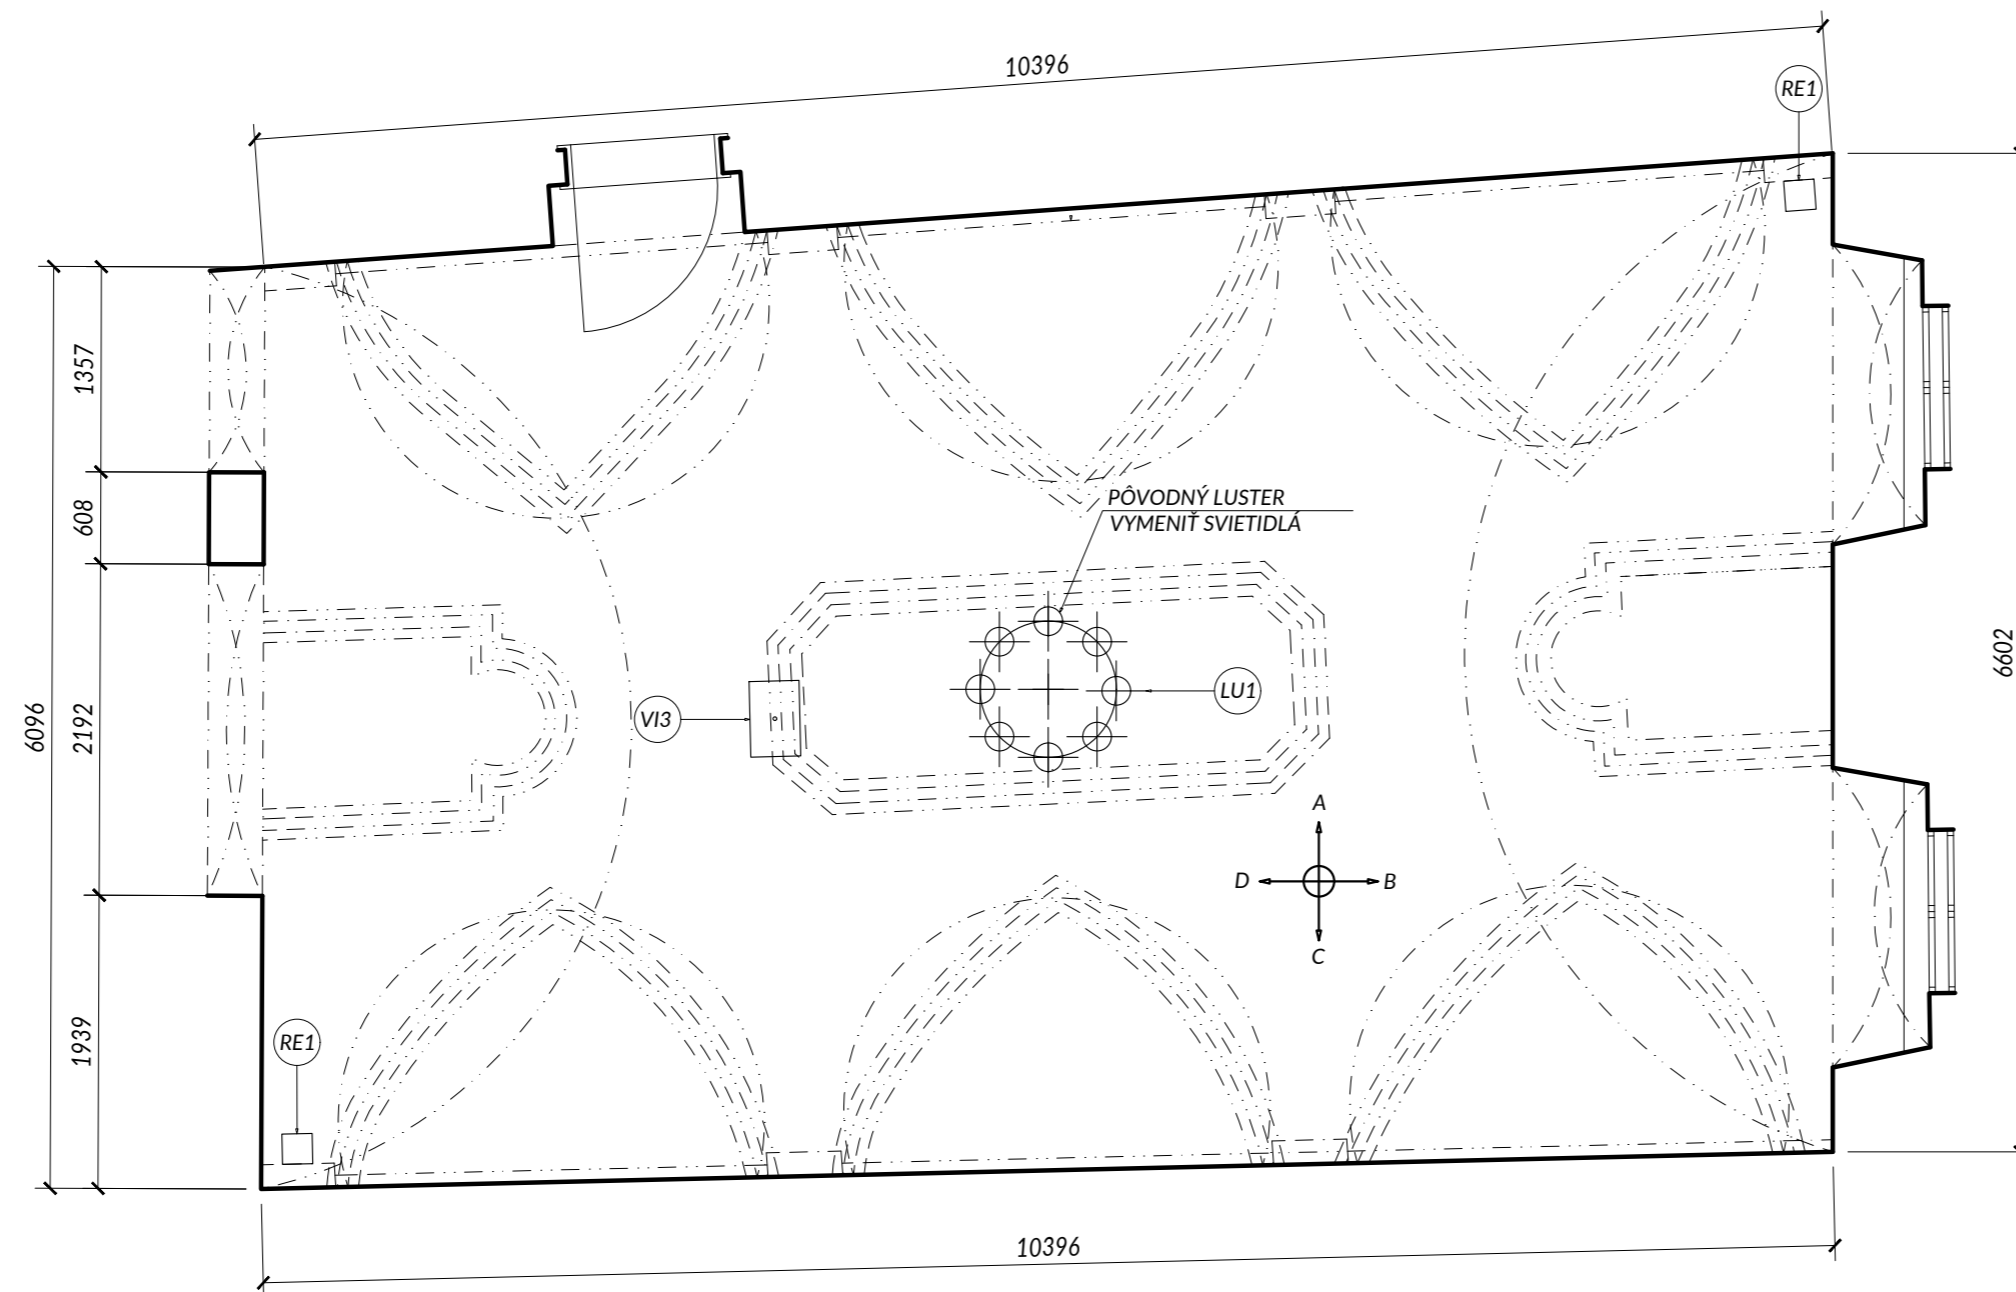 10396
RE1
1357
608
PÔVODNÝ LUSTER
VYMENIŤ SVIETIDLÁ
6602
6096
2192
VI3
LU1
A
D
B
C
1939
RE1
10396